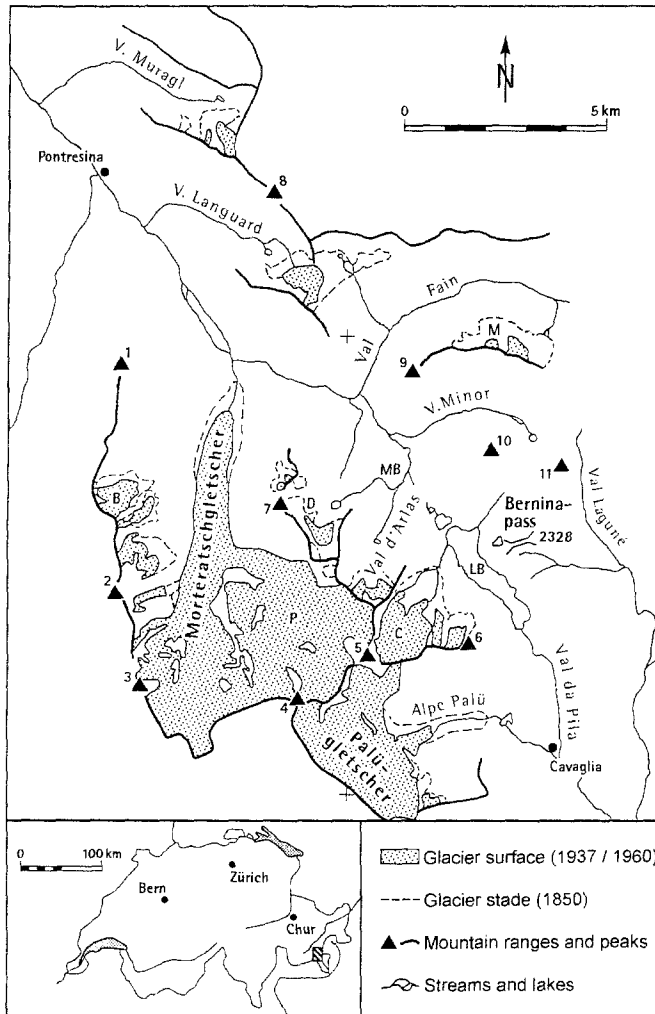 V. Muragl
N
0 5 km
Pontresina
8
V. Languard
Fain
Val
M
9
1
V. Minor
10
11
MB
7
D
B
Val d'Arlas
Bernina-
pass
2328
Val Laguné
LB
Morteratschgletscher
2
P
C
5
6
3
4
Alpe Palü
Val da Pila
Palü-
gletscher
Cavaglia
0 100 km
Zürich
Bern
Chur
Glacier surface (1937 / 1960)
Glacier stade (1850)
Mountain ranges and peaks
Streams and lakes